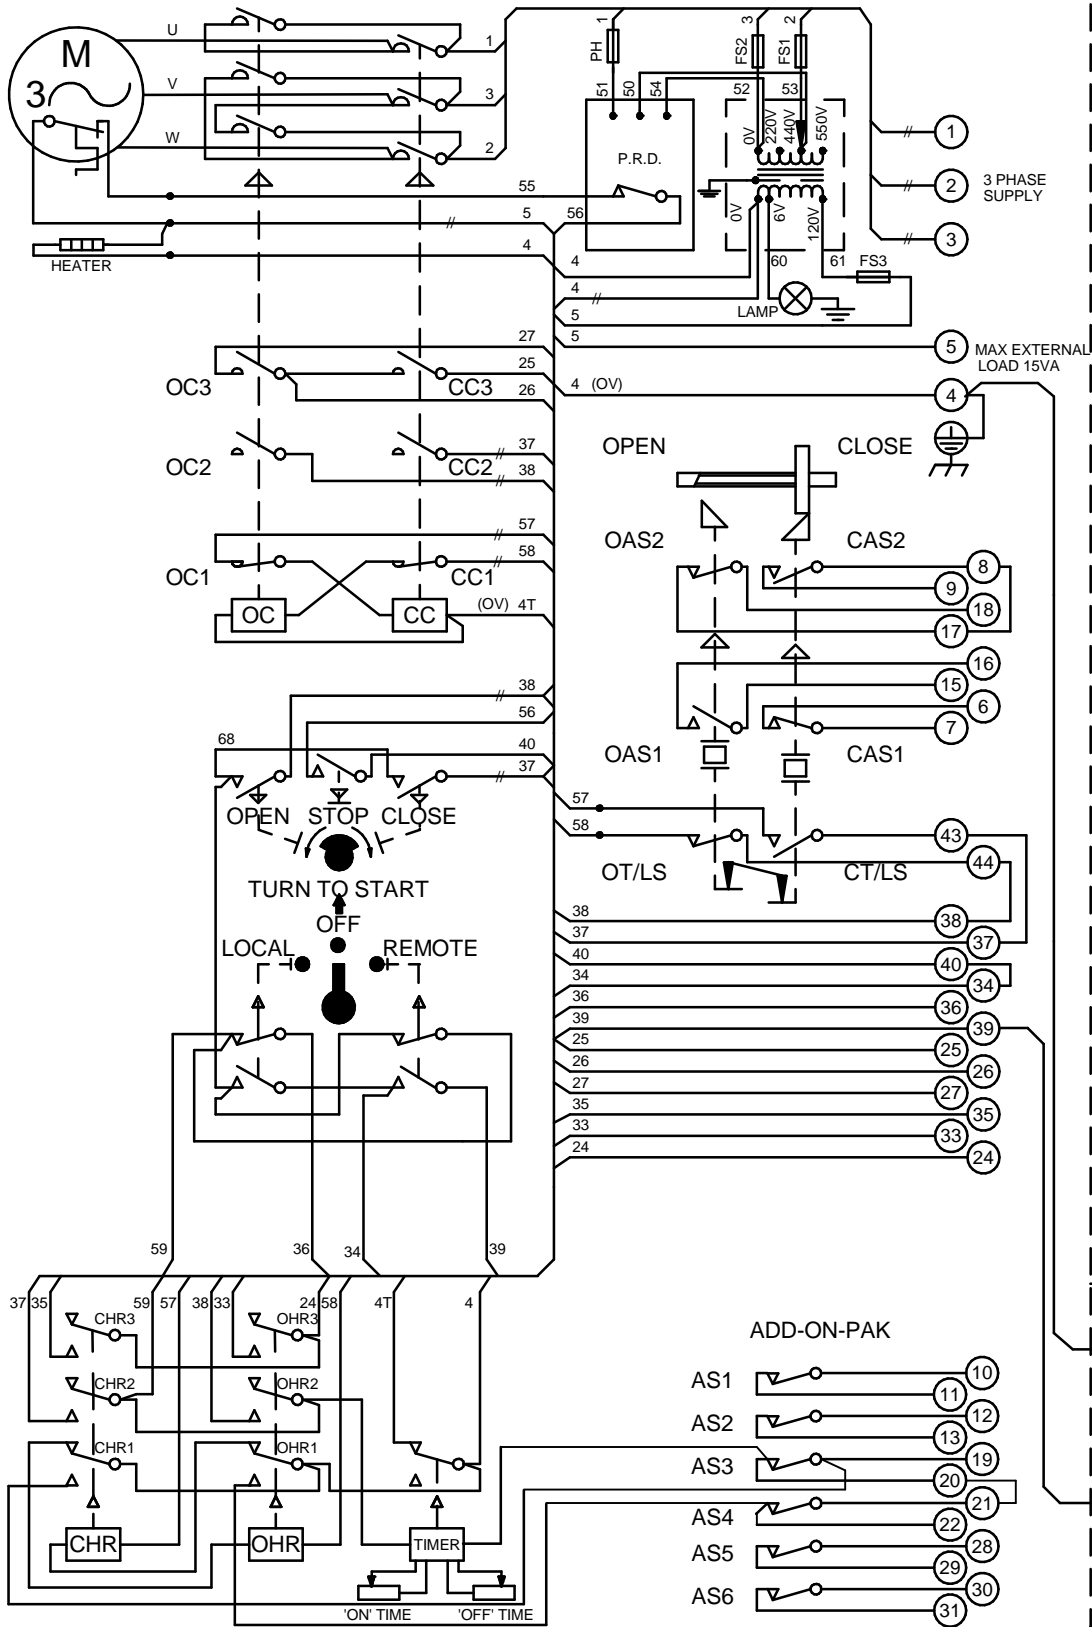 U
1
M
3
V
3
W
2
PH
1
3
2
FS2
FS1
51
50
54
52
53
0V
220V
440V
550V
P.R.D.
0V
6V
120V
1
2
3 PHASE
SUPPLY
3
55
5
56
4
HEATER
4
60
61
FS3
4
LAMP
5
27
5
5
MAX EXTERNAL
LOAD 15VA
25
4 (OV)
4
OC3
CC3
26
OPEN
CLOSE
37
OC2
CC2
38
57
OAS2
CAS2
58
8
OC1
CC1
9
OC
CC
(OV) 4T
18
17
16
15
38
6
56
7
68
40
OAS1
CAS1
37
57
OPEN STOP CLOSE
58
43
44
OT/LS
CT/LS
TURN TO START
OFF
38
38
LOCAL
REMOTE
37
37
40
40
34
34
36
36
39
39
25
25
26
26
27
27
35
35
33
33
24
24
59
36
34
39
37
35
59
57
38
33
24
58
4T
4
CHR3
OHR3
ADD-ON-PAK
CHR2
OHR2
AS1
10
11
AS2
12
13
CHR1
OHR1
AS3
19
20
AS4
21
22
CHR
OHR
TIMER
AS5
28
29
AS6
30
'ON' TIME
'OFF' TIME
31